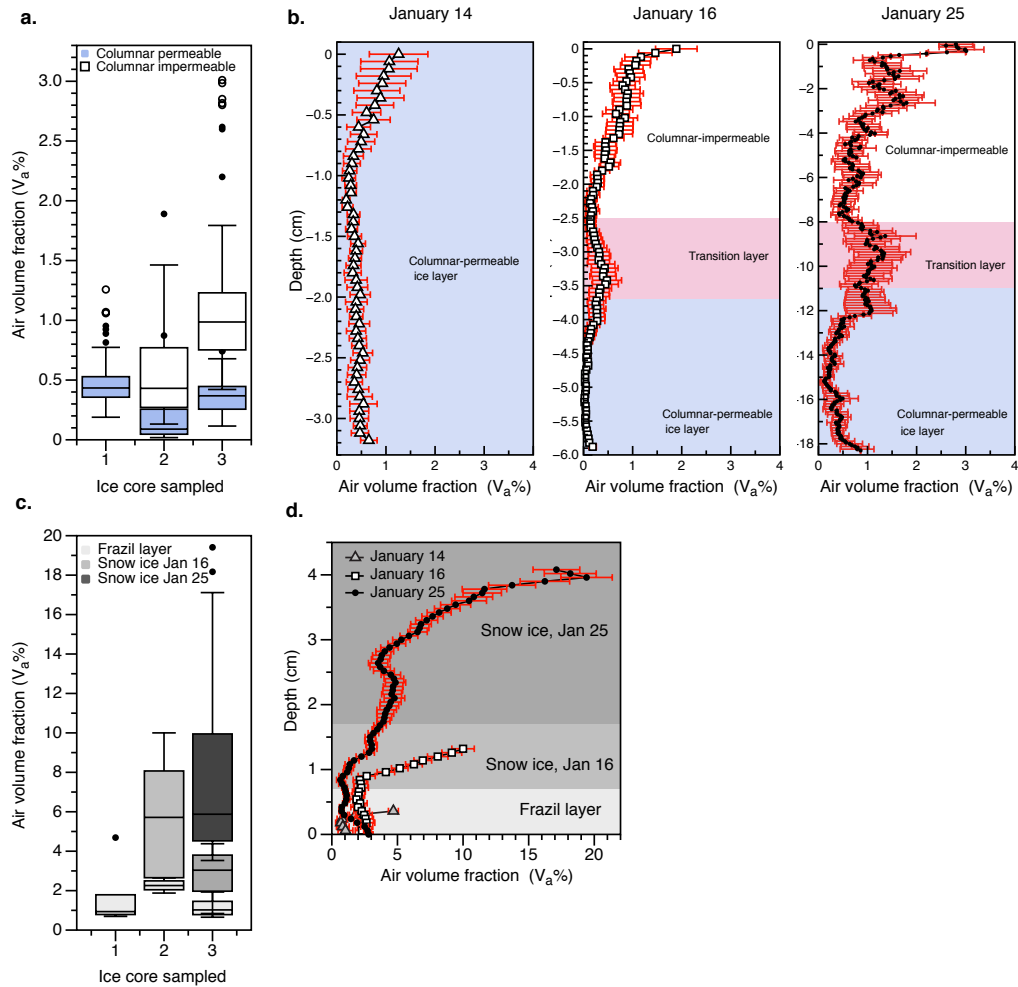 a.
Columnar permeable
Columnar impermeable
Air volume fraction (Va%)
3.0
2.5
2.0
1.5
1.0
0.5
0
1 2 3
Ice core sampled
b.
January 14
Depth (cm)
0
−0.5
−1.0
−1.5
−2.0
−2.5
−3.0
Columnar-permeable
ice layer
0 1 2 3 4
Air volume fraction (Va%)
January 16
0
−0.5
−1.0
−1.5
−2.0
−2.5
−3.0
−3.5
−4.0
−4.5
−5.0
−5.5
−6.0
Columnar-impermeable
Transition layer
Columnar-permeable
ice layer
0 1 2 3 4
Air volume fraction (Va%)
January 25
0
−2
−4
−6
−8
−10
−12
−14
−16
−18
Columnar-impermeable
Transition layer
Columnar-permeable
ice layer
0 1 2 3 4
Air volume fraction (Va%)
c.
Frazil layer
Snow ice Jan 16
Snow ice Jan 25
Air volume fraction (Va%)
20
18
16
14
12
10
8
6
4
2
0
1 2 3
Ice core sampled
d.
January 14
January 16
January 25
Depth (cm)
4
3
2
1
0
Snow ice, Jan 25
Snow ice, Jan 16
Frazil layer
0 1 5 10 15 20
Air volume fraction (Va%)